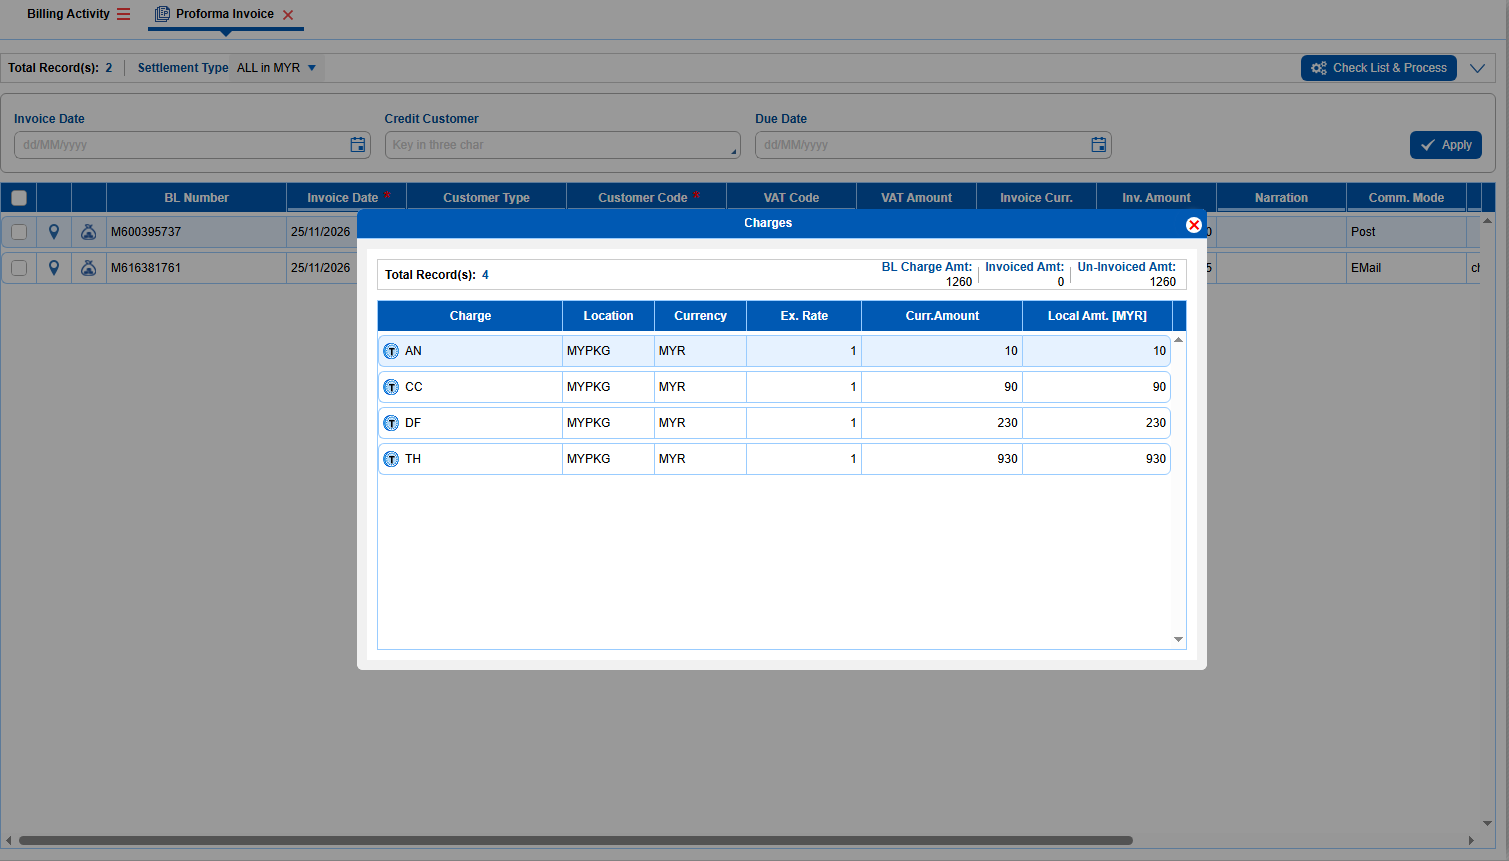 Billing Activity
Proforma Invoice
Total Record(s): 2 Settlement Type ALL in MYR Check List & Process
Invoice Date Credit Customer Due Date
dd/MM/yyyy Key in three char dd/MM/yyyy Apply
BL Number Invoice Date * Customer Type Customer Code * VAT Code VAT Amount Invoice Curr. Inv. Amount Narration Comm. Mode
M600395737 25/11/2026 0 Post
M616381761 25/11/2026 5 EMail
Charges
Total Record(s): 4
BL Charge Amt: Invoiced Amt: Un-Invoiced Amt:
1260 0 1260
Charge Location Currency Ex. Rate Curr.Amount Local Amt. [MYR]
T AN MYPKG MYR 1 10 10
T CC MYPKG MYR 1 90 90
T DF MYPKG MYR 1 230 230
T TH MYPKG MYR 1 930 930